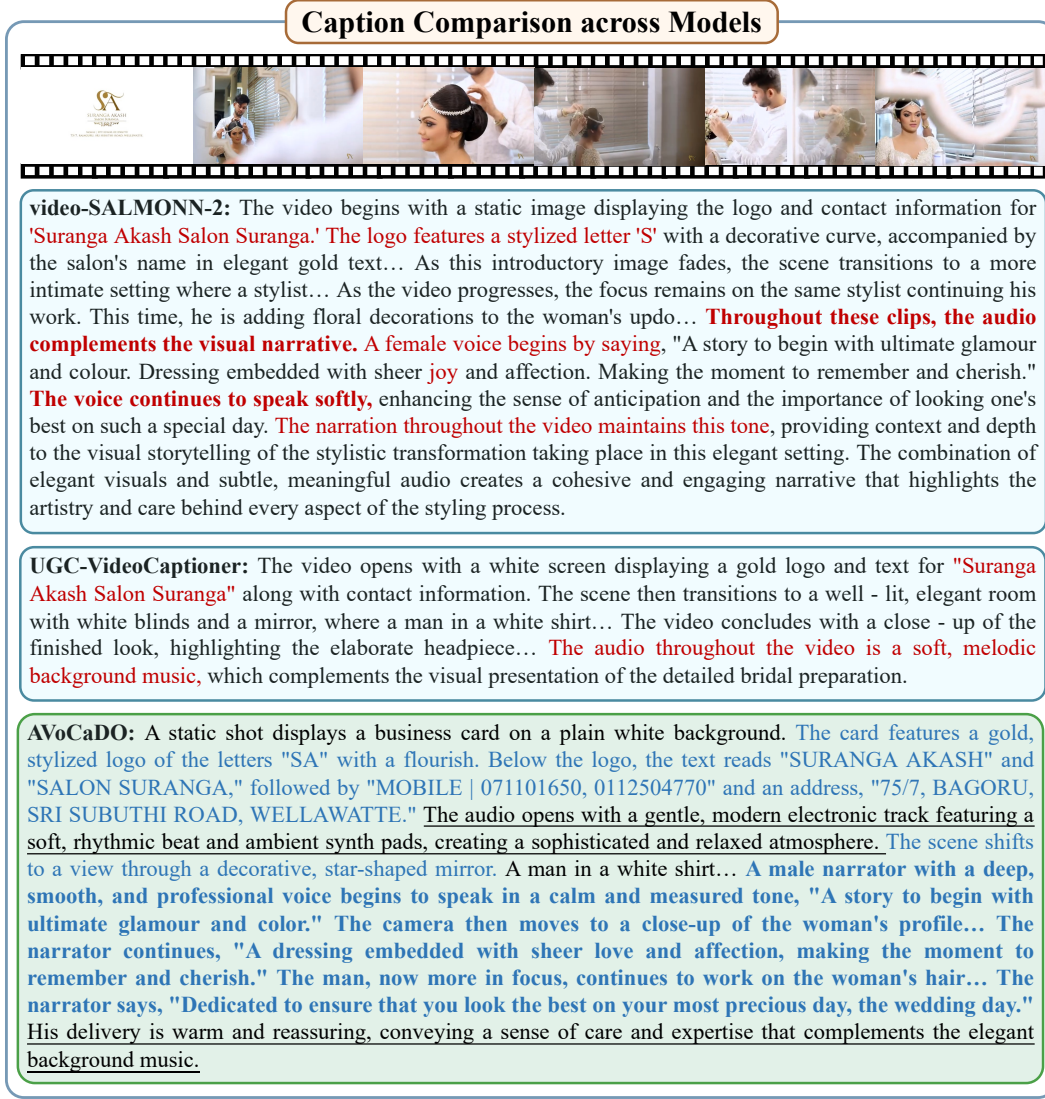 Caption Comparison across Models
SA
SURANGA AKASH
video-SALMONN-2: The video begins with a static image displaying the logo and contact information for
'Suranga Akash Salon Suranga.' The logo features a stylized letter 'S' with a decorative curve, accompanied by
the salon's name in elegant gold text… As this introductory image fades, the scene transitions to a more
intimate setting where a stylist… As the video progresses, the focus remains on the same stylist continuing his
work. This time, he is adding floral decorations to the woman's updo… Throughout these clips, the audio
complements the visual narrative. A female voice begins by saying, "A story to begin with ultimate glamour
and colour. Dressing embedded with sheer joy and affection. Making the moment to remember and cherish."
The voice continues to speak softly, enhancing the sense of anticipation and the importance of looking one's
best on such a special day. The narration throughout the video maintains this tone, providing context and depth
to the visual storytelling of the stylistic transformation taking place in this elegant setting. The combination of
elegant visuals and subtle, meaningful audio creates a cohesive and engaging narrative that highlights the
artistry and care behind every aspect of the styling process.
UGC-VideoCaptioner: The video opens with a white screen displaying a gold logo and text for "Suranga
Akash Salon Suranga" along with contact information. The scene then transitions to a well - lit, elegant room
with white blinds and a mirror, where a man in a white shirt… The video concludes with a close - up of the
finished look, highlighting the elaborate headpiece… The audio throughout the video is a soft, melodic
background music, which complements the visual presentation of the detailed bridal preparation.
AVoCaDO: A static shot displays a business card on a plain white background. The card features a gold,
stylized logo of the letters "SA" with a flourish. Below the logo, the text reads "SURANGA AKASH" and
"SALON SURANGA," followed by "MOBILE | 071101650, 0112504770" and an address, "75/7, BAGORU,
SRI SUBUTHI ROAD, WELLAWATTE." The audio opens with a gentle, modern electronic track featuring a
soft, rhythmic beat and ambient synth pads, creating a sophisticated and relaxed atmosphere. The scene shifts
to a view through a decorative, star-shaped mirror. A man in a white shirt… A male narrator with a deep,
smooth, and professional voice begins to speak in a calm and measured tone, "A story to begin with
ultimate glamour and color." The camera then moves to a close-up of the woman's profile… The
narrator continues, "A dressing embedded with sheer love and affection, making the moment to
remember and cherish." The man, now more in focus, continues to work on the woman's hair… The
narrator says, "Dedicated to ensure that you look the best on your most precious day, the wedding day."
His delivery is warm and reassuring, conveying a sense of care and expertise that complements the elegant
background music.